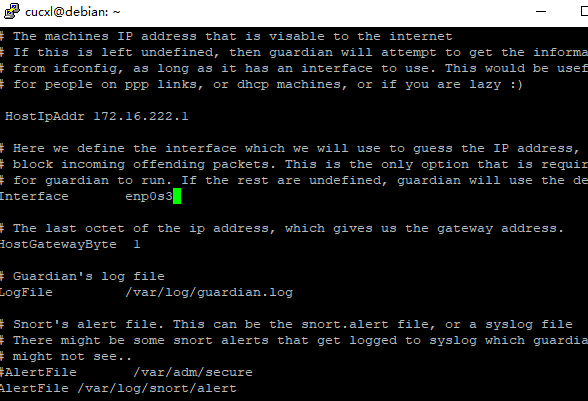 cucxl@debian: ~
# The machines IP address that is visable to the internet
# If this is left undefined, then guardian will attempt to get the informa
# from ifconfig, as long as it has an interface to use. This would be usef
# for people on ppp links, or dhcp machines, or if you are lazy :)
HostIpAddr 172.16.222.1
# Here we define the interface which we will use to guess the IP address,
# block incoming offending packets. This is the only option that is requir
# for guardian to run. If the rest are undefined, guardian will use the de
Interface enp0s3
# The last octet of the ip address, which gives us the gateway address.
HostGatewayByte 1
# Guardian's log file
LogFile /var/log/guardian.log
# Snort's alert file. This can be the snort.alert file, or a syslog file
# There might be some snort alerts that get logged to syslog which guardia
# might not see..
#AlertFile /var/adm/secure
AlertFile /var/log/snort/alert